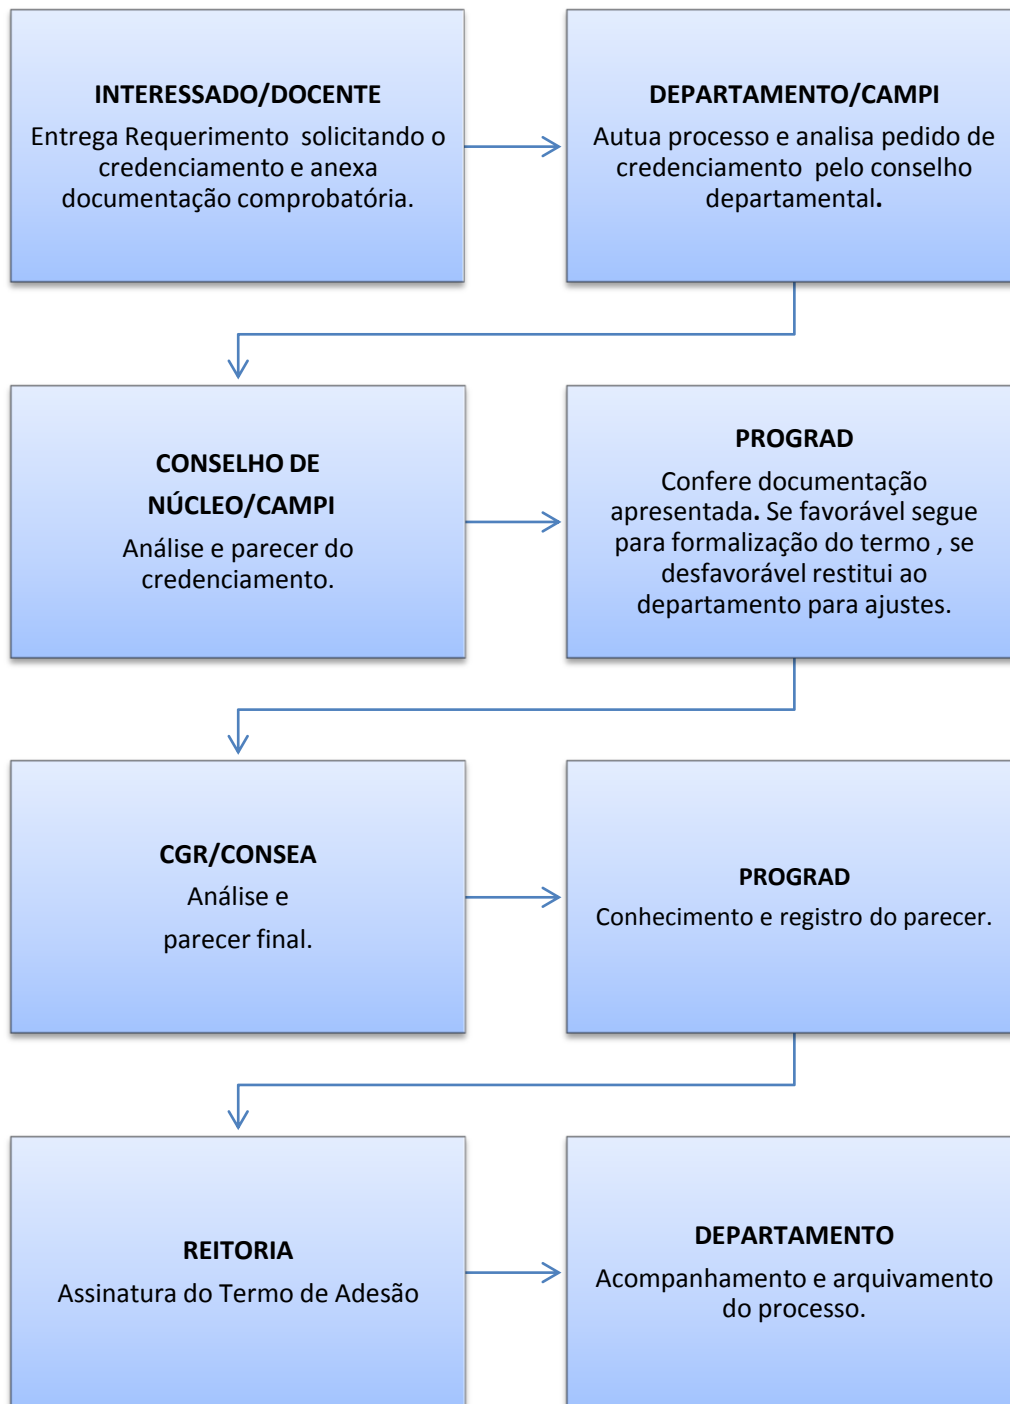 INTERESSADO/DOCENTE
Entrega Requerimento solicitando o
credenciamento e anexa
documentação comprobatória.
DEPARTAMENTO/CAMPI
Autua processo e analisa pedido de
credenciamento pelo conselho
departamental.
CONSELHO DE
NÚCLEO/CAMPI
Análise e parecer do
credenciamento.
PROGRAD
Confere documentação
apresentada. Se favorável segue
para formalização do termo , se
desfavorável restitui ao
departamento para ajustes.
CGR/CONSEA
Análise e
parecer final.
PROGRAD
Conhecimento e registro do parecer.
REITORIA
Assinatura do Termo de Adesão
DEPARTAMENTO
Acompanhamento e arquivamento
do processo.